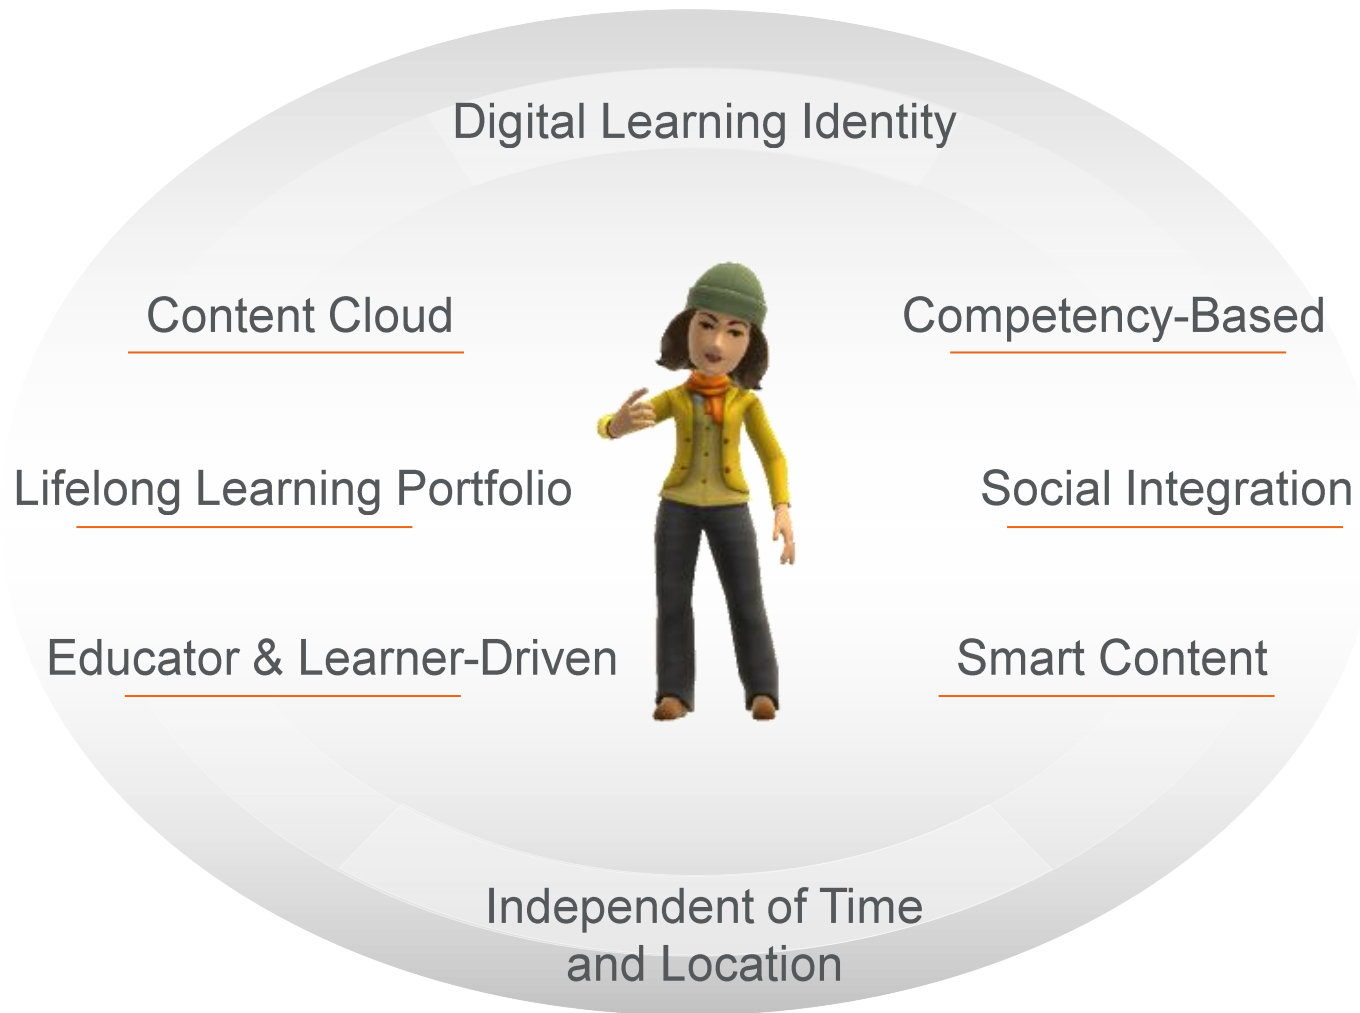 Digital Learning Identity
Content Cloud
Competency-Based
Lifelong Learning Portfolio
Social Integration
Educator & Learner-Driven
Smart Content
Independent of Time
and Location